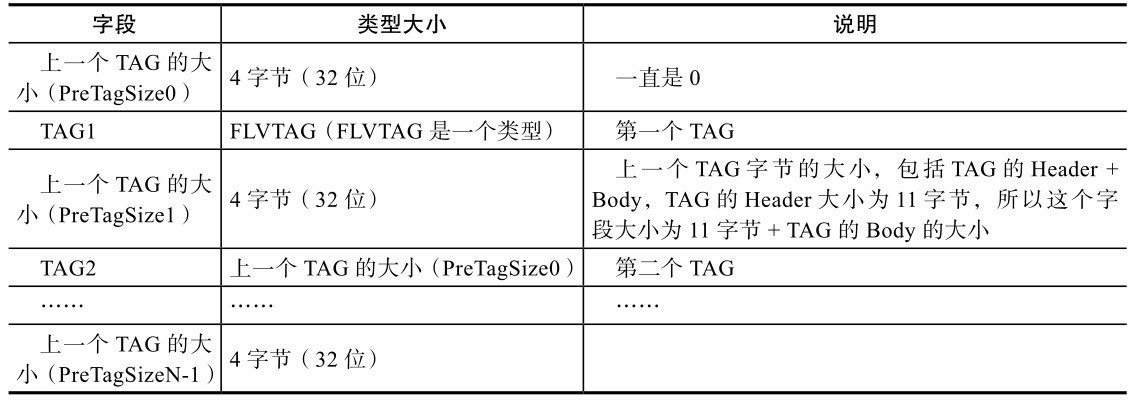 字段 类型大小 说明
上一个 TAG 的大 4 字节（32 位） 一直是 0
小（PreTagSize0）
TAG1 FLVTAG（FLVTAG 是一个类型） 第一个 TAG
上一个 TAG 的大 4 字节（32 位） 上一个 TAG 字节的大小，包括 TAG 的 Header +
小（PreTagSize1） Body，TAG 的 Header 大小为 11 字节，所以这个字
段大小为 11 字节 + TAG 的 Body 的大小
TAG2 上一个 TAG 的大小（PreTagSize0） 第二个 TAG
…… …… ……
上一个 TAG 的大 4 字节（32 位）
小（PreTagSizeN-1）